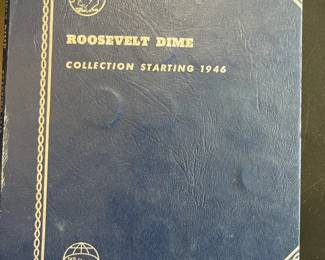 ROOSEVELT DIME
COLLECTION STARTING 1946